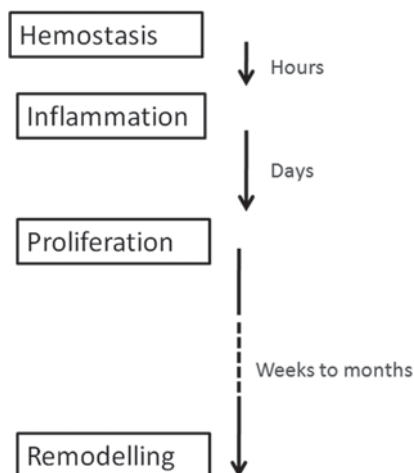 Hemostasis
Hours
Inflammation
Days
Proliferation
Weeks to months
Remodelling